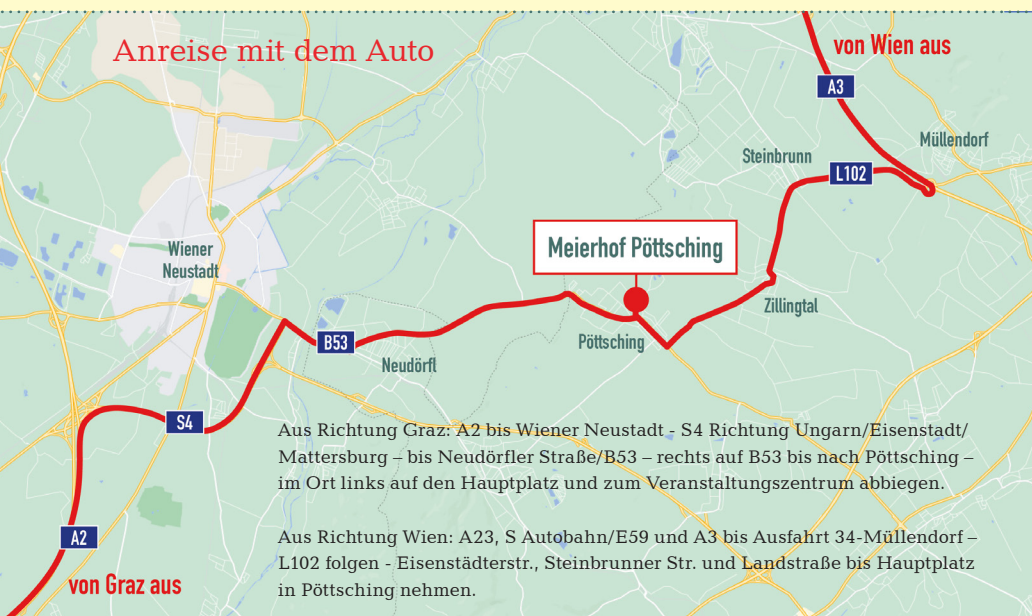 Anreise mit dem Auto
von Wien aus
A3
Müllendorf
Steinbrunn
L102
Wiener
Neustadt
Meierhof Pöttsching
Zillingtal
B53
Pöttsching
Neudörfl
S4
Aus Richtung Graz: A2 bis Wiener Neustadt - S4 Richtung Ungarn/Eisenstadt/
Mattersburg – bis Neudörfler Straße/B53 – rechts auf B53 bis nach Pöttsching –
im Ort links auf den Hauptplatz und zum Veranstaltungszentrum abbiegen.
A2
Aus Richtung Wien: A23, S Autobahn/E59 und A3 bis Ausfahrt 34-Müllendorf –
L102 folgen - Eisenstädterstr., Steinbrunner Str. und Landstraße bis Hauptplatz
in Pöttsching nehmen.
von Graz aus